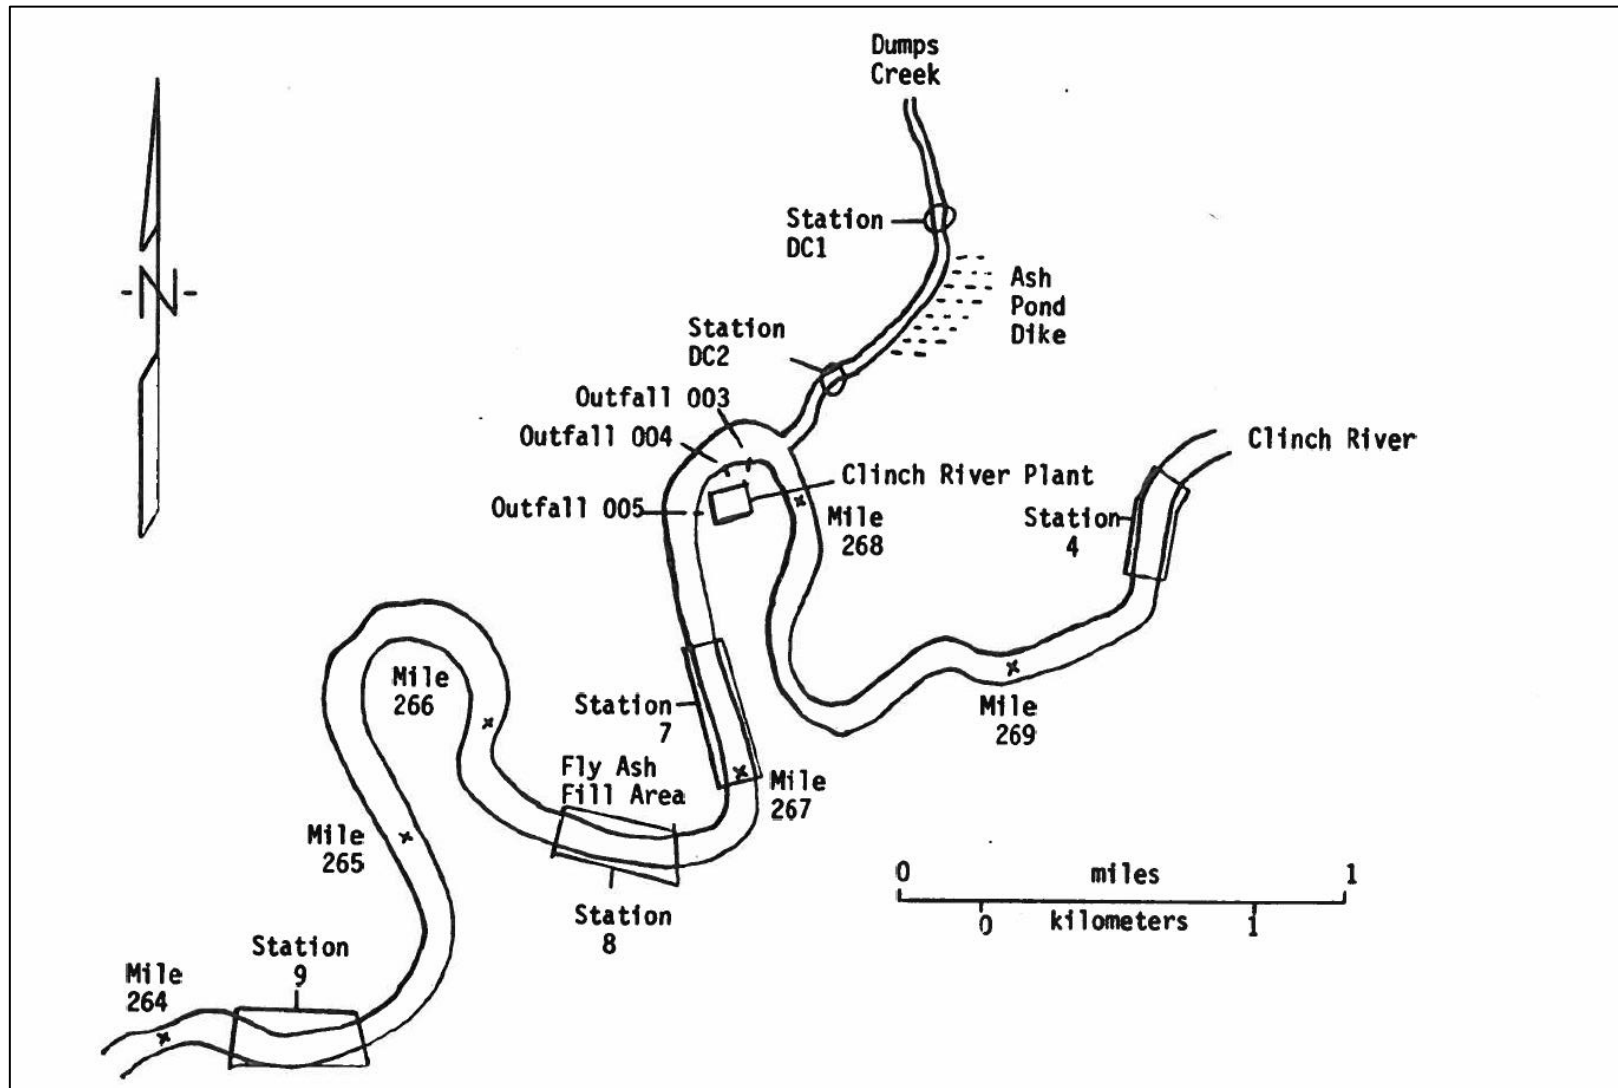 Dumps
Creek
Station
DC1
Ash
Pond
Dike
-N-
Station
DC2
Outfall 003
Outfall 004
Clinch River
Clinch River Plant
Outfall 005
Mile
268
Station
4
Mile
266
Station
7
Mile
269
Fly Ash
Fill Area
Mile
267
Mile
265
0 miles 1
0 kilometers 1
Station
8
Station
9
Mile
264